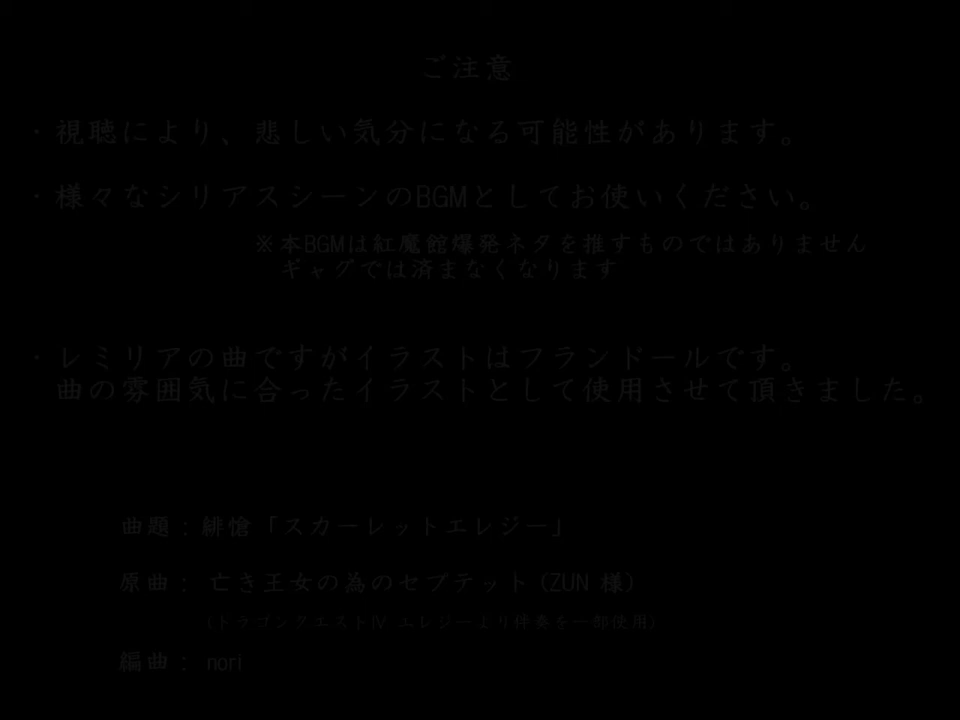 ご注意
・視聴により、悲しい気分になる可能性があります。
・様々なシリアスシーンのBGMとしてお使いください。
※本BGMは紅魔館爆発ネタを推すものではありません
ギャグでは済まなくなります
・レミリアの曲ですがイラストはフランドールです。
曲の雰囲気に合ったイラストとして使用させて頂きました。
曲題：緋愴「スカーレットエレジー」
原曲： 亡き王女の為のセプテット (ZUN 様)
(ドラゴンクエストⅣ エレジーより伴奏を一部使用)
編曲： nori